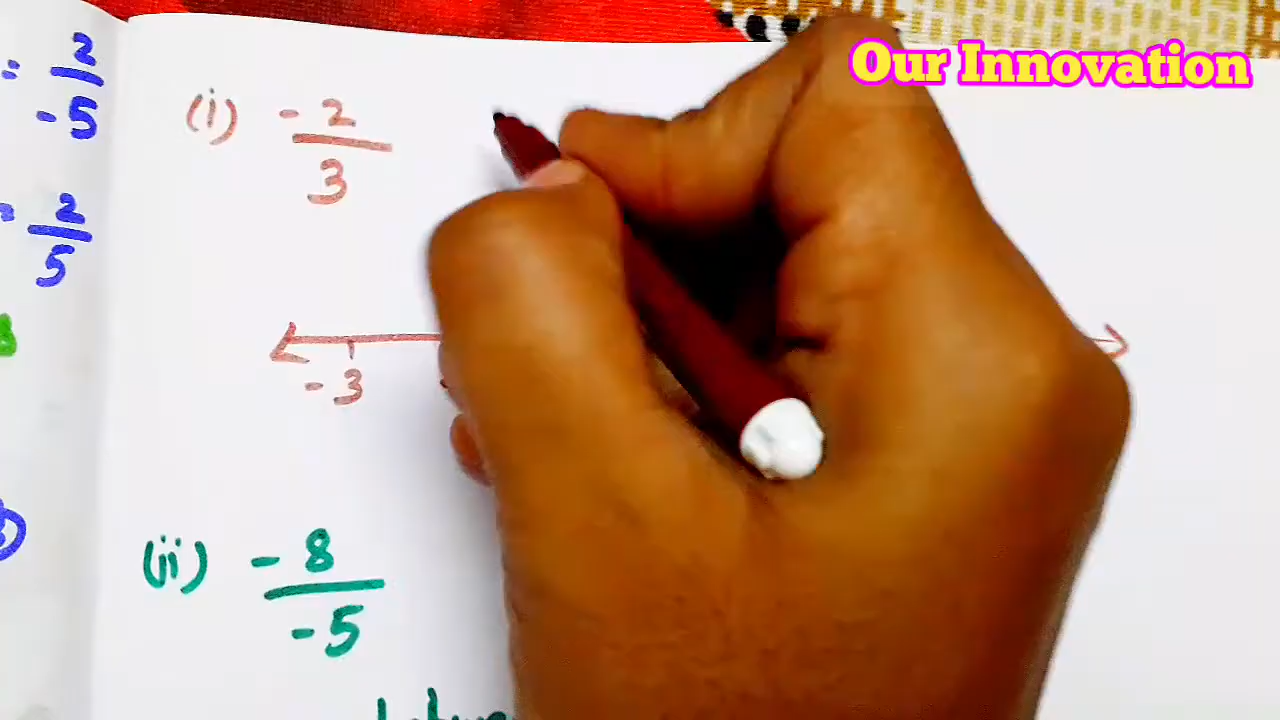 Our Innovation
2
-5
= 2
5
(i) -2
3
-3
(ii) -8
-5